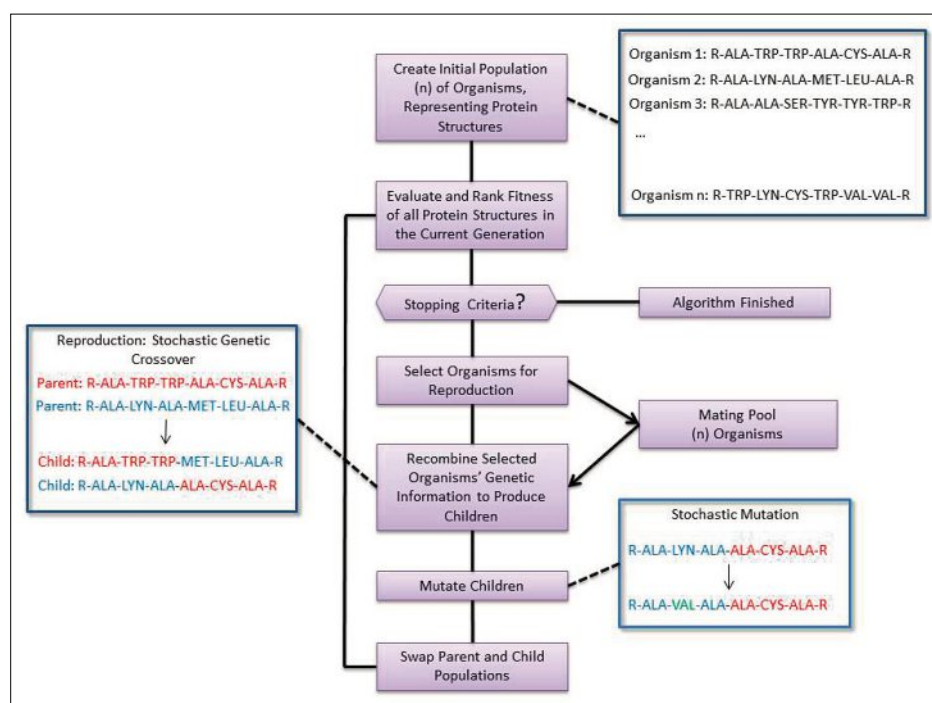 Create Initial Population
(n) of Organisms,
Representing Protein
Structures
Organism 1: R-ALA-TRP-TRP-ALA-CYS-ALA-R
Organism 2: R-ALA-LYN-ALA-MET-LEU-ALA-R
Organism 3: R-ALA-ALA-SER-TYR-TYR-TRP-R
...
Organism n: R-TRP-LYN-CYS-TRP-VAL-VAL-R
Evaluate and Rank Fitness
of all Protein Structures in
the Current Generation
Stopping Criteria?
Algorithm Finished
Select Organisms for
Reproduction
Mating Pool
(n) Organisms
Reproduction: Stochastic Genetic
Crossover
Parent: R-ALA-TRP-TRP-ALA-CYS-ALA-R
Parent: R-ALA-LYN-ALA-MET-LEU-ALA-R
Child: R-ALA-TRP-TRP-MET-LEU-ALA-R
Child: R-ALA-LYN-ALA-ALA-CYS-ALA-R
Recombine Selected
Organisms' Genetic
Information to Produce
Children
Stochastic Mutation
R-ALA-LYN-ALA-ALA-CYS-ALA-R
R-ALA-VAL-ALA-ALA-CYS-ALA-R
Mutate Children
Swap Parent and Child
Populations